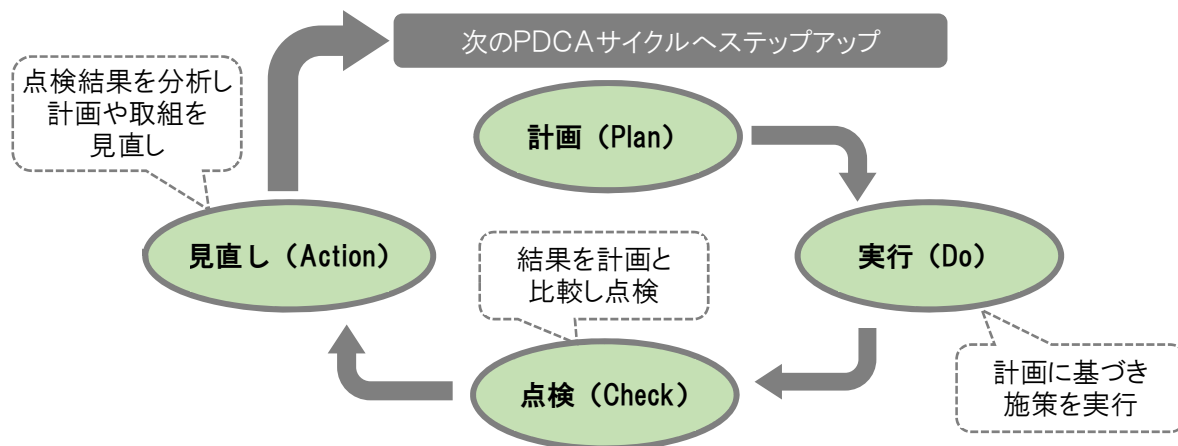 次のPDCAサイクルへステップアップ
点検結果を分析し
計画や取組を
見直し
計画（Plan）
見直し（Action）
結果を計画と
比較し点検
実行（Do）
点検（Check）
計画に基づき
施策を実行